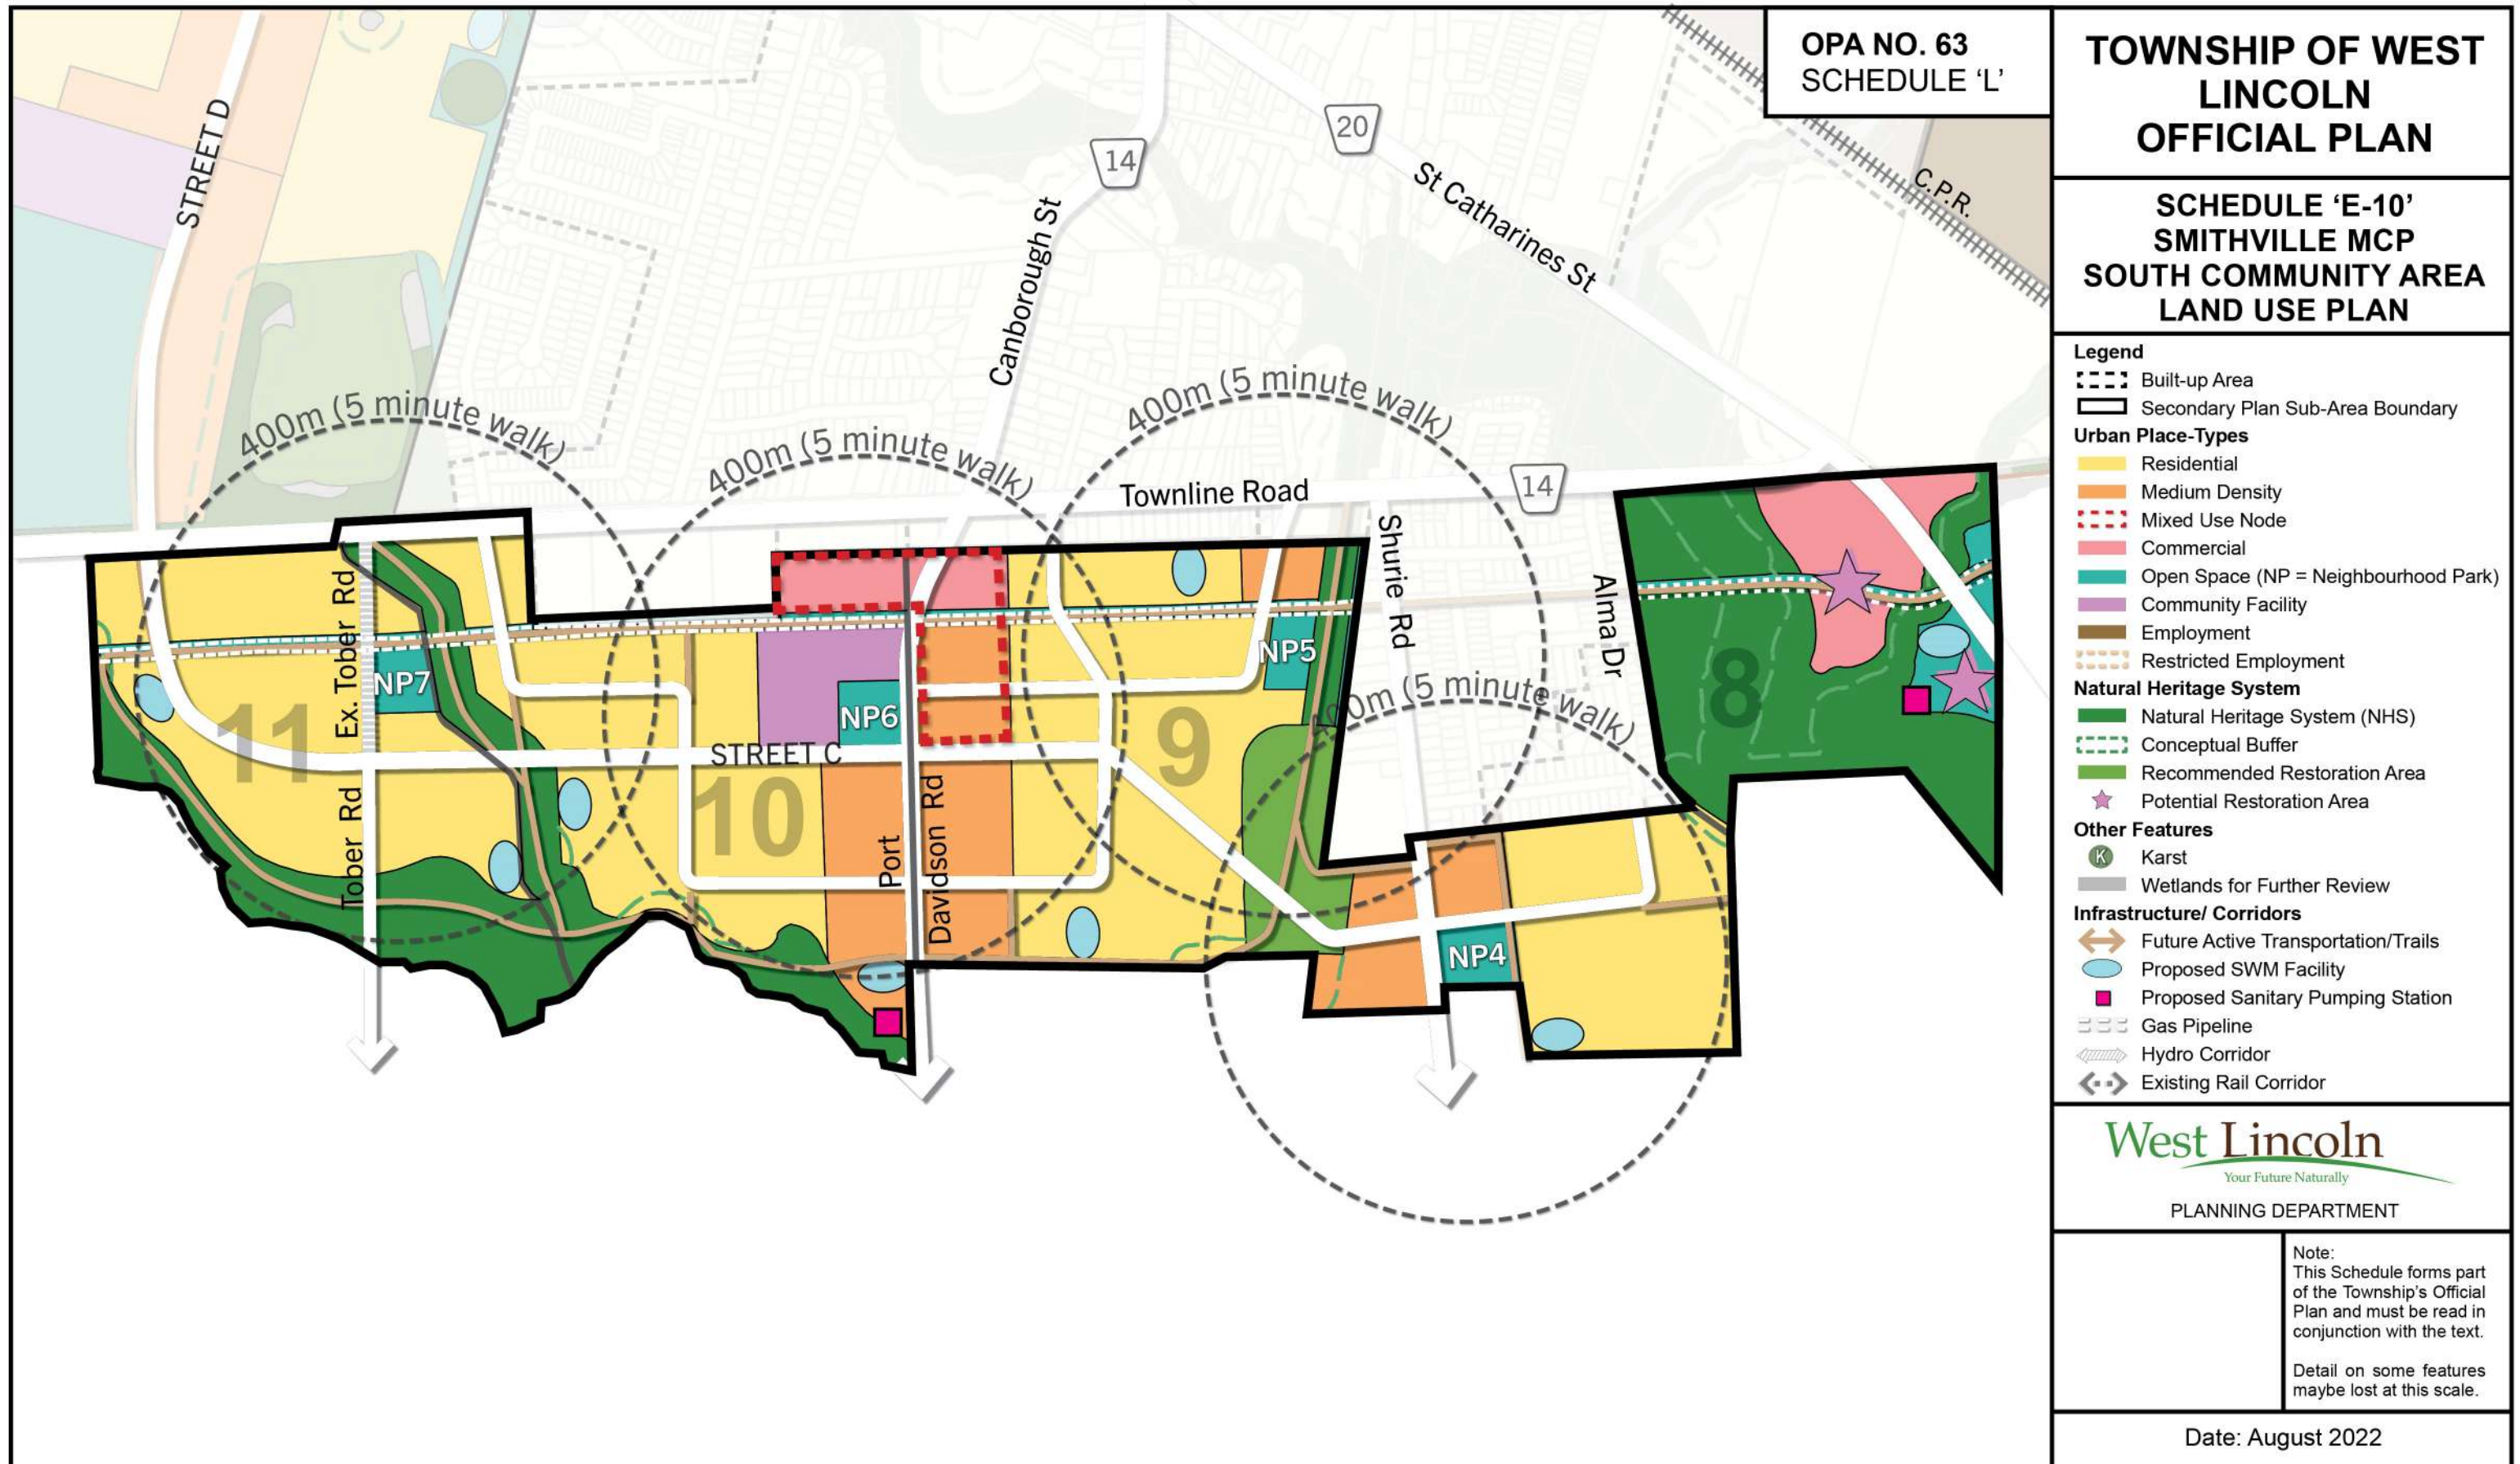 OPA NO. 63
SCHEDULE ‘L’
TOWNSHIP OF WEST
LINCOLN
OFFICIAL PLAN
SCHEDULE ‘E-10’
SMITHVILLE MCP
SOUTH COMMUNITY AREA
LAND USE PLAN
Legend
Built-up Area
Secondary Plan Sub-Area Boundary
Urban Place-Types
Residential
Medium Density
Mixed Use Node
Commercial
Open Space (NP = Neighbourhood Park)
Community Facility
Employment
Restricted Employment
Natural Heritage System
Natural Heritage System (NHS)
Conceptual Buffer
Recommended Restoration Area
Potential Restoration Area
Other Features
K
Karst
Wetlands for Further Review
Infrastructure/ Corridors
Future Active Transportation/Trails
Proposed SWM Facility
Proposed Sanitary Pumping Station
Gas Pipeline
Hydro Corridor
Existing Rail Corridor
West Lincoln
Your Future Naturally
PLANNING DEPARTMENT
Note:
This Schedule forms part
of the Township's Official
Plan and must be read in
conjunction with the text.
Detail on some features
maybe lost at this scale.
Date: August 2022
STREET D
14
20
Canborough St
St Catharines St
C.P.R.
400m (5 minute walk)
400m (5 minute walk)
400m (5 minute walk)
400m (5 minute walk)
Townline Road
14
Shurie Rd
Alma Dr
Ex. Tober Rd
Tober Rd
NP7
NP6
NP5
NP4
STREET C
Port
Davidson Rd
11
10
9
8